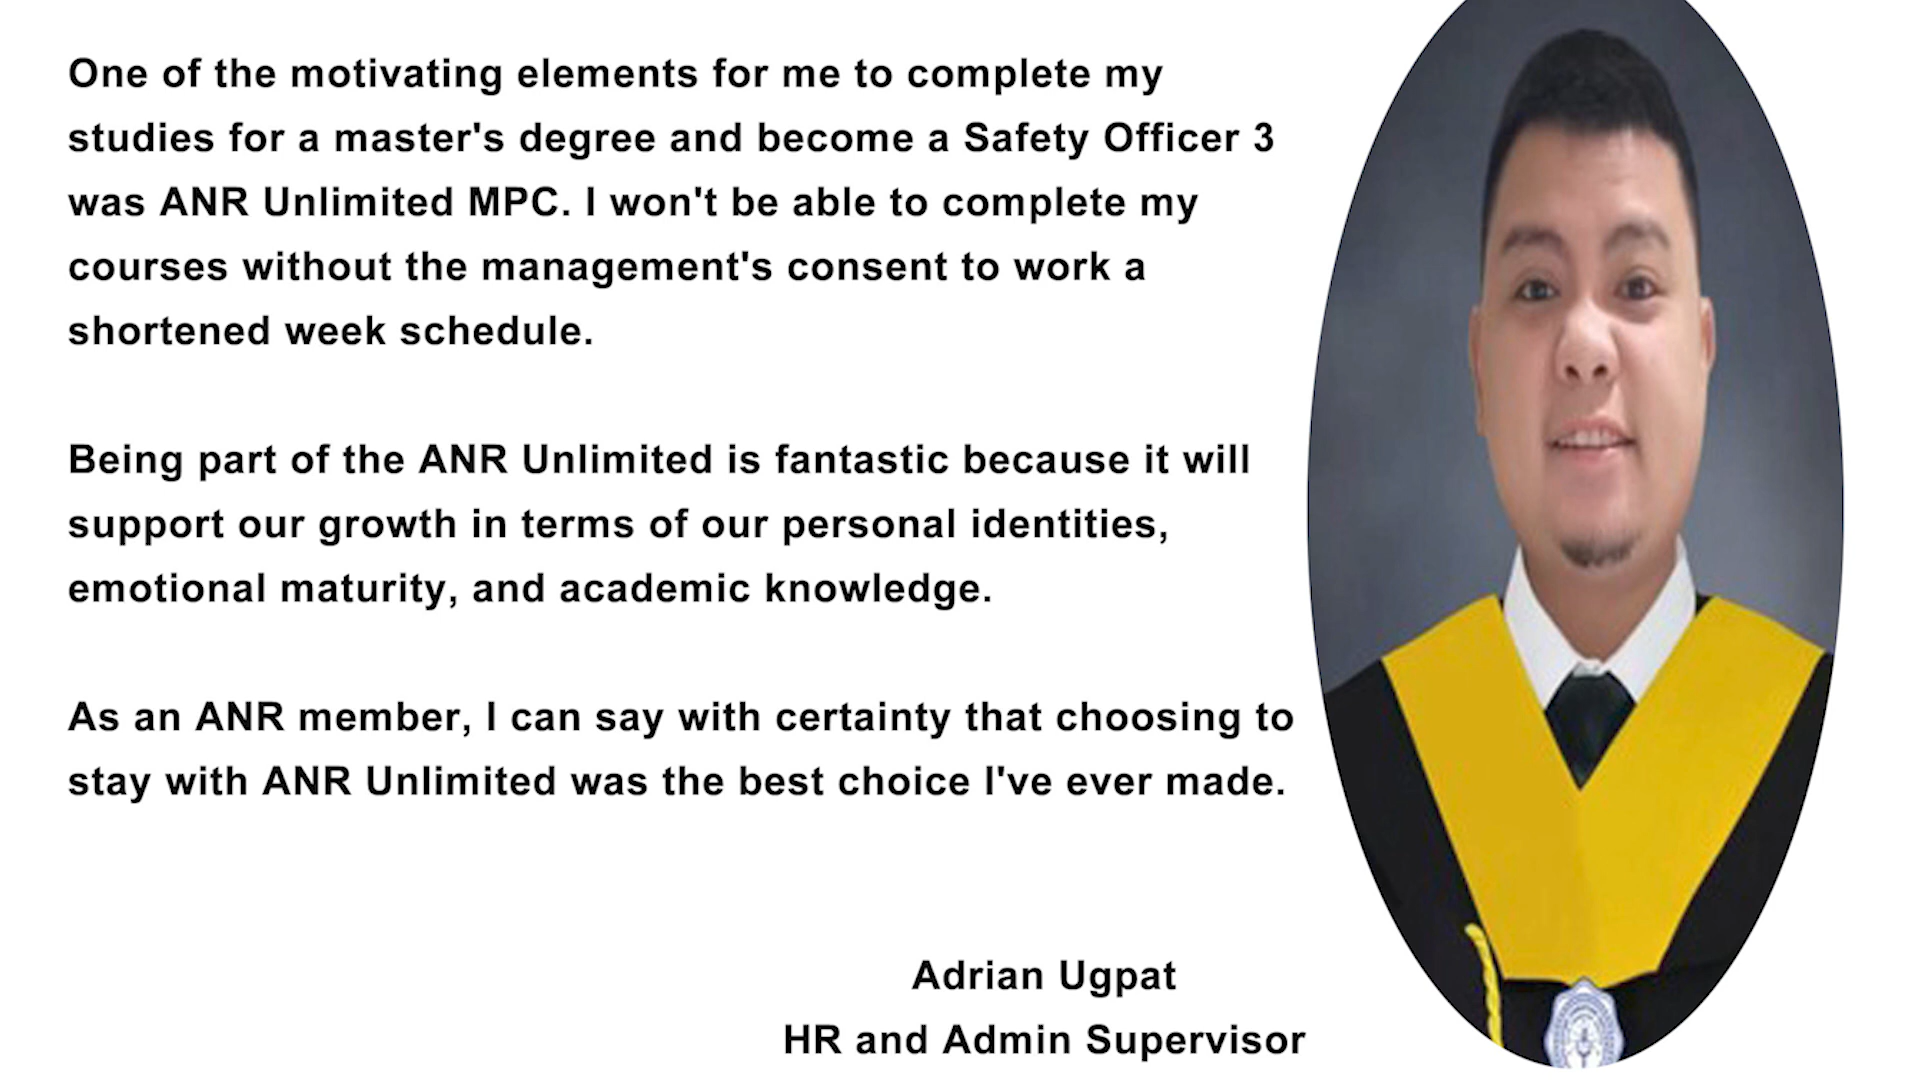 One of the motivating elements for me to complete my
studies for a master's degree and become a Safety Officer 3
was ANR Unlimited MPC. I won't be able to complete my
courses without the management's consent to work a
shortened week schedule.
Being part of the ANR Unlimited is fantastic because it will
support our growth in terms of our personal identities,
emotional maturity, and academic knowledge.
As an ANR member, I can say with certainty that choosing to
stay with ANR Unlimited was the best choice I've ever made.
Adrian Ugpat
HR and Admin Supervisor